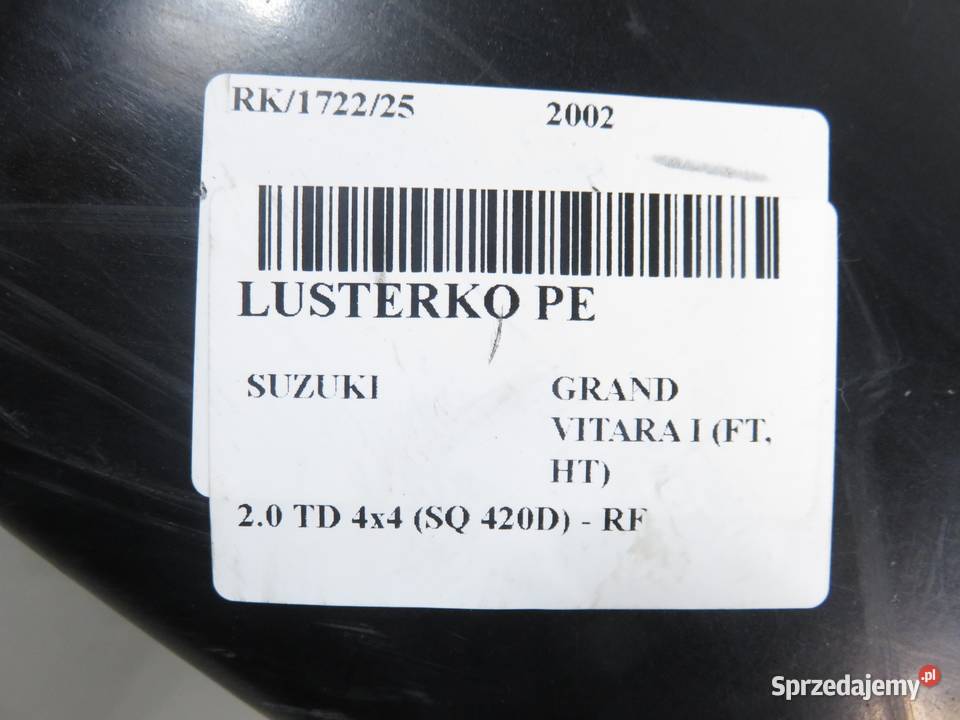 RK/1722/25 2002
LUSTERKO PE
SUZUKI GRAND
VITARA I (FT,
HT)
2.0 TD 4x4 (SQ 420D) - RF
Sprzedajemy.pl